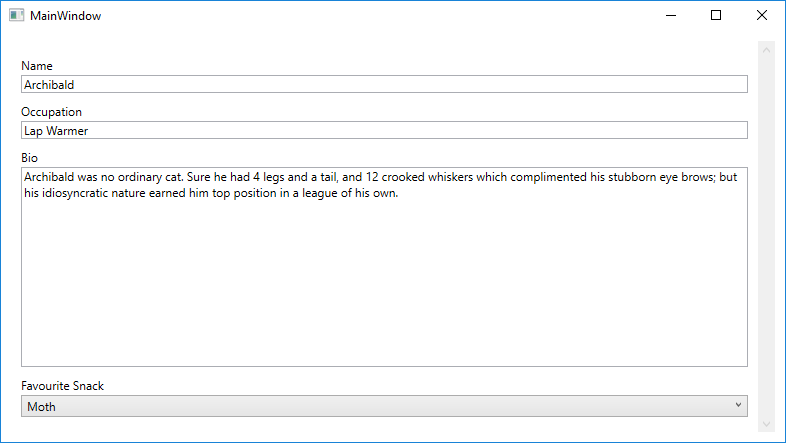 MainWindow
Name
Archibald
Occupation
Lap Warmer
Bio
Archibald was no ordinary cat. Sure he had 4 legs and a tail, and 12 crooked whiskers which complimented his stubborn eye brows; but
his idiosyncratic nature earned him top position in a league of his own.
Favourite Snack
Moth